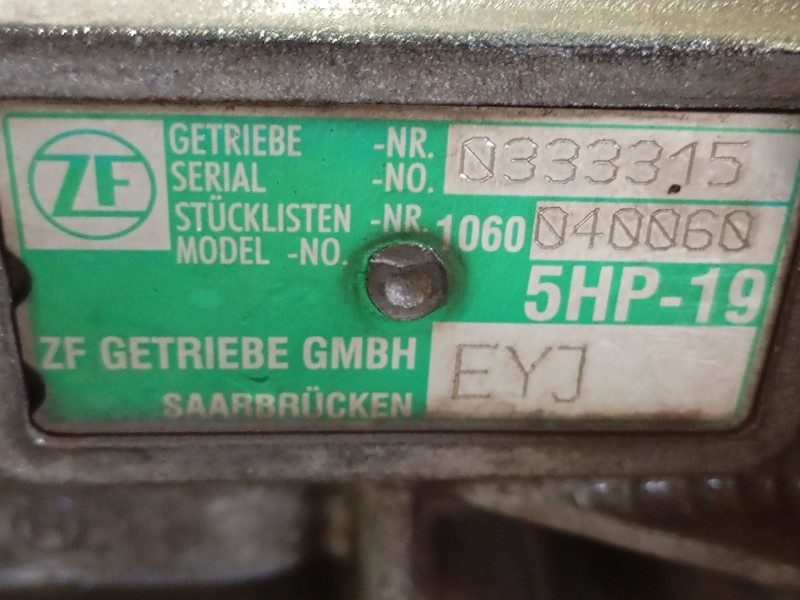 ZF
GETRIEBE -NR.
SERIAL -NO. 0333315
STÜCKLISTEN -NR.
MODEL -NO. 1060 040060
5HP-19
ZF GETRIEBE GMBH
SAARBRÜCKEN
EYJ